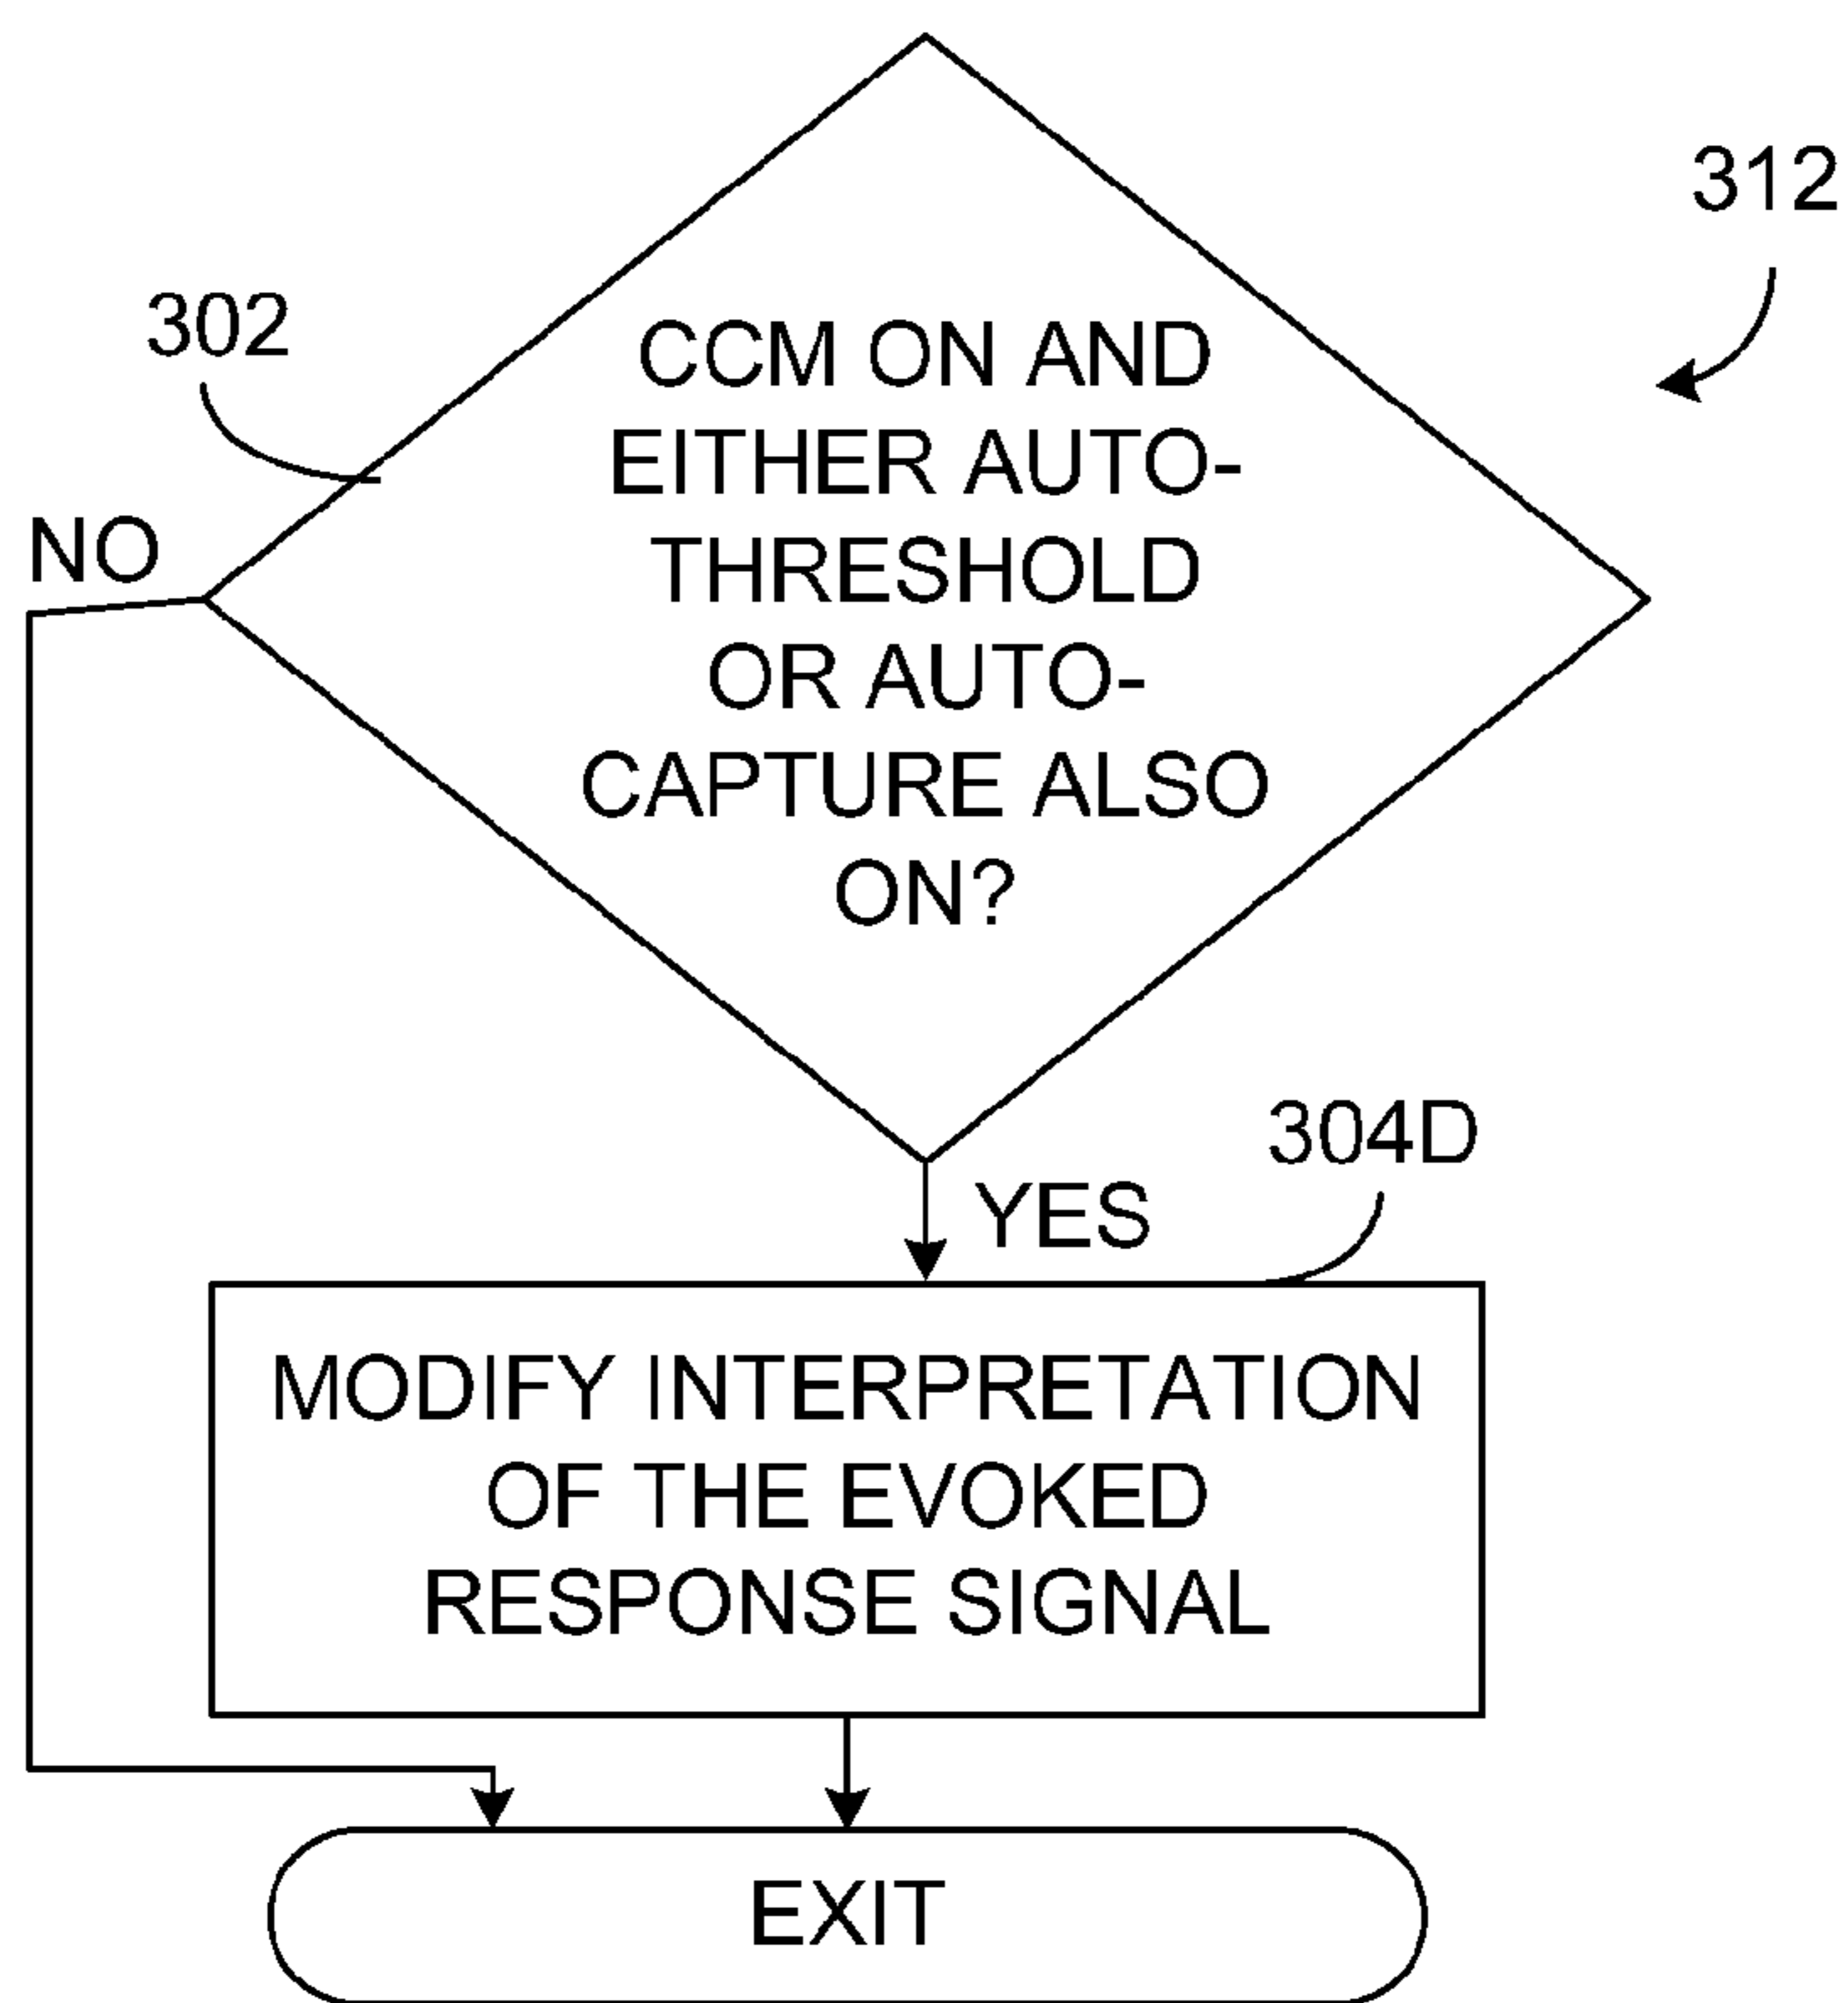 312
302
CCM ON AND
EITHER AUTO-
THRESHOLD
OR AUTO-
CAPTURE ALSO
ON?
NO
304D
YES
MODIFY INTERPRETATION
OF THE EVOKED
RESPONSE SIGNAL
EXIT